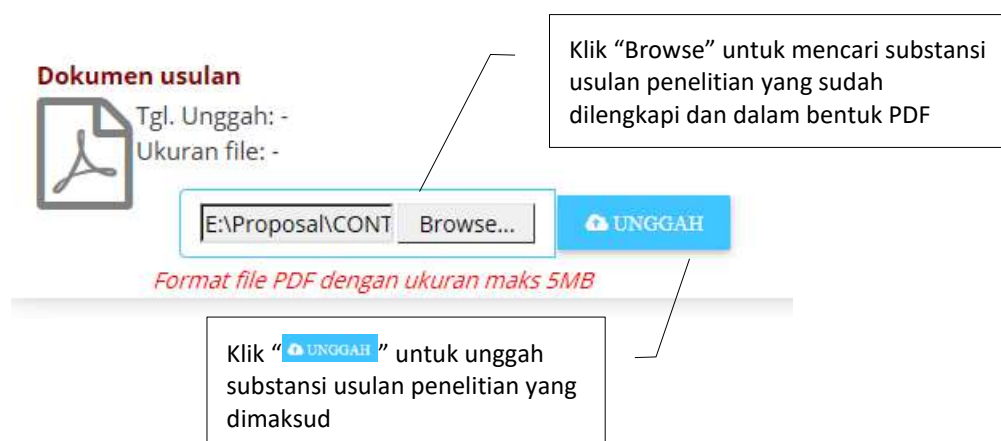 Klik “Browse” untuk mencari substansi
usulan penelitian yang sudah
dilengkapi dan dalam bentuk PDF
Dokumen usulan
Tgl. Unggah: -
Ukuran file: -
E:\Proposal\CONT
Browse...
UNGGAH
Format file PDF dengan ukuran maks 5MB
Klik “ UNGGAH ” untuk unggah
substansi usulan penelitian yang
dimaksud